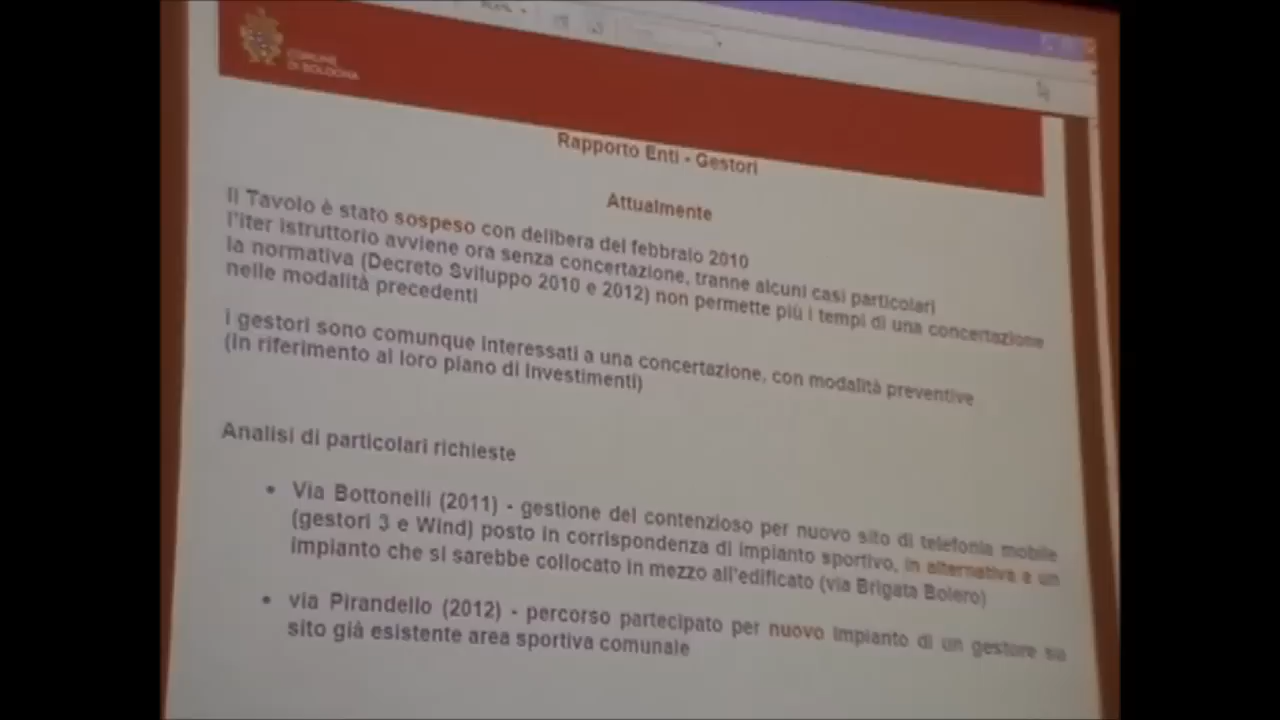 COMUNE
DI BOLOGNA
Rapporto Enti - Gestori
Attualmente
Il Tavolo è stato sospeso con delibera del febbraio 2010
l'iter istruttorio avviene ora senza concertazione, tranne alcuni casi particolari
la normativa (Decreto Sviluppo 2010 e 2012) non permette più i tempi di una concertazione
nelle modalità precedenti
i gestori sono comunque interessati a una concertazione, con modalità preventive
(in riferimento al loro piano di investimenti)
Analisi di particolari richieste
• Via Bottonelli (2011) - gestione del contenzioso per nuovo sito di telefonia mobile
(gestori 3 e Wind) posto in corrispondenza di impianto sportivo, in alternativa a un
impianto che si sarebbe collocato in mezzo all'edificato (via Brigata Bolero)
• via Pirandello (2012) - percorso partecipato per nuovo impianto di un gestore su
sito già esistente area sportiva comunale